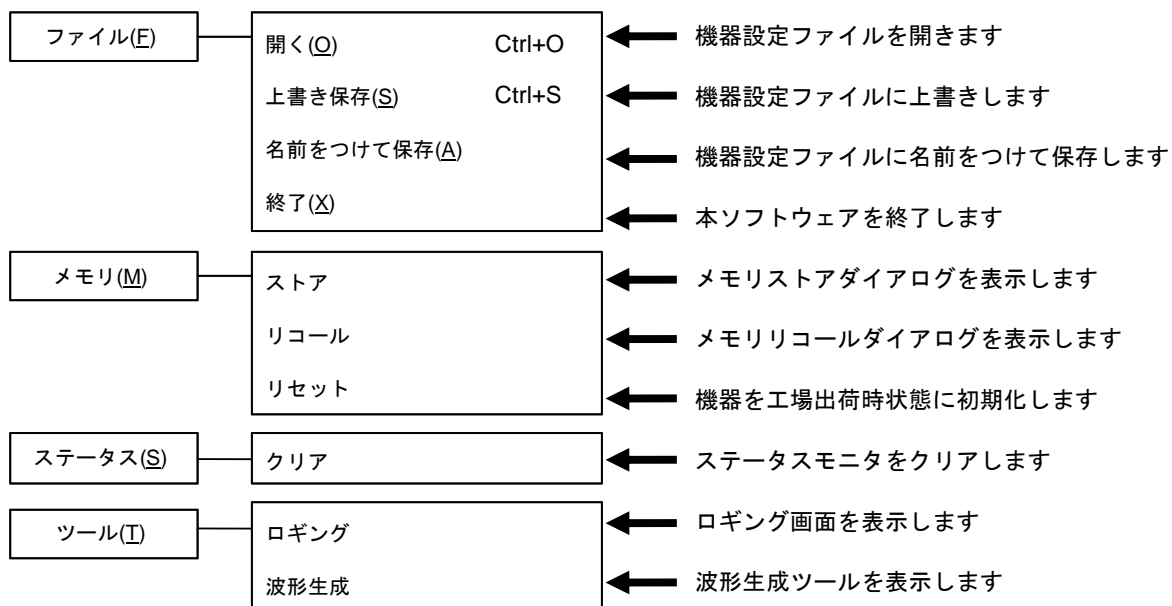 ファイル(F)
開く(O) Ctrl+O 機器設定ファイルを開きます
上書き保存(S) Ctrl+S 機器設定ファイルに上書きします
名前をつけて保存(A) 機器設定ファイルに名前をつけて保存します
終了(X) 本ソフトウェアを終了します
メモリ(M)
ストア メモリストアダイアログを表示します
リコール メモリリコールダイアログを表示します
リセット 機器を工場出荷時状態に初期化します
ステータス(S)
クリア ステータスモニタをクリアします
ツール(T)
ロギング ロギング画面を表示します
波形生成 波形生成ツールを表示します